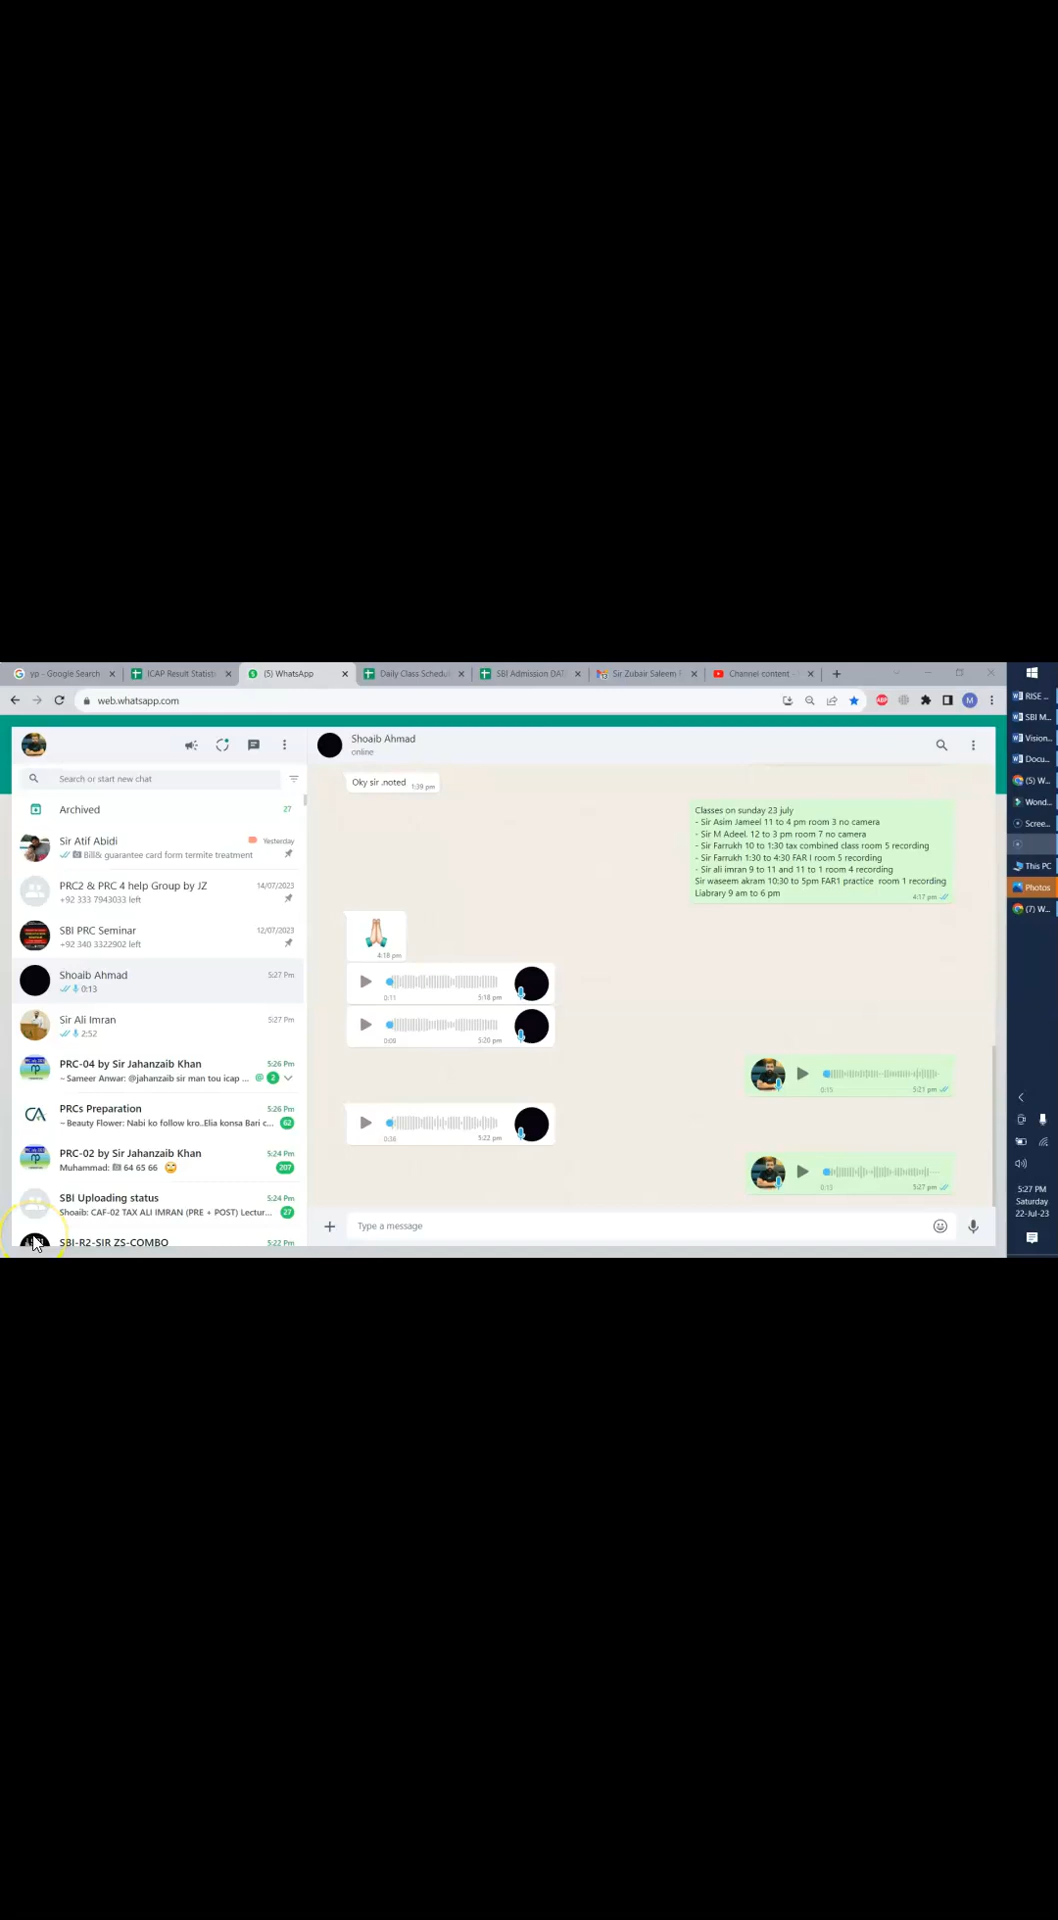 yp - Google Search
ICAP Result Statist
(5) WhatsApp
Daily Class Schedul
SBI Admission DAT
Sir Zubair Saleem
Channel content -
web.whatsapp.com
Search or start new chat
Archived 27
Sir Atif Abidi Yesterday
Bill& guarantee card form termite treatment
PRC2 & PRC 4 help Group by JZ 14/07/2023
+92 333 7943033 left
SBI PRC Seminar 12/07/2023
+92 340 3322902 left
Shoaib Ahmad 5:27 Pm
0:13
Sir Ali Imran 5:27 Pm
2:52
PRC-04 by Sir Jahanzaib Khan 5:26 Pm
~ Sameer Anwar: @jahanzaib sir man tou icap ... @ 2
PRCs Preparation 5:26 Pm
~ Beauty Flower: Nabi ko follow kro..Elia konsa Bari c... 62
PRC-02 by Sir Jahanzaib Khan 5:24 Pm
Muhammad: 64 65 66 207
SBI Uploading status 5:24 Pm
Shoaib: CAF-02 TAX ALI IMRAN (PRE + POST) Lectur... 27
SBI-R2-SIR ZS-COMBO 5:22 Pm
Shoaib Ahmad
online
Oky sir .noted 1:39 pm
Classes on sunday 23 july
- Sir Asim Jameel 11 to 4 pm room 3 no camera
- Sir M Adeel. 12 to 3 pm room 7 no camera
- Sir Farrukh 10 to 1:30 tax combined class room 5 recording
- Sir Farrukh 1:30 to 4:30 FAR I room 5 recording
- Sir ali imran 9 to 11 and 11 to 1 room 4 recording
Sir waseem akram 10:30 to 5pm FAR1 practice room 1 recording
Liabrary 9 am to 6 pm
4:17 pm
4:18 pm
0:11 5:18 pm
5:20 pm
0:15 5:21 pm
5:22 pm
0:13 5:27 pm
Type a message
RISE ...
SBI M...
Vision...
Docu...
(5) W...
Wond...
Scree...
This PC
Photos
(7) W...
5:27 PM
Saturday
22-Jul-23